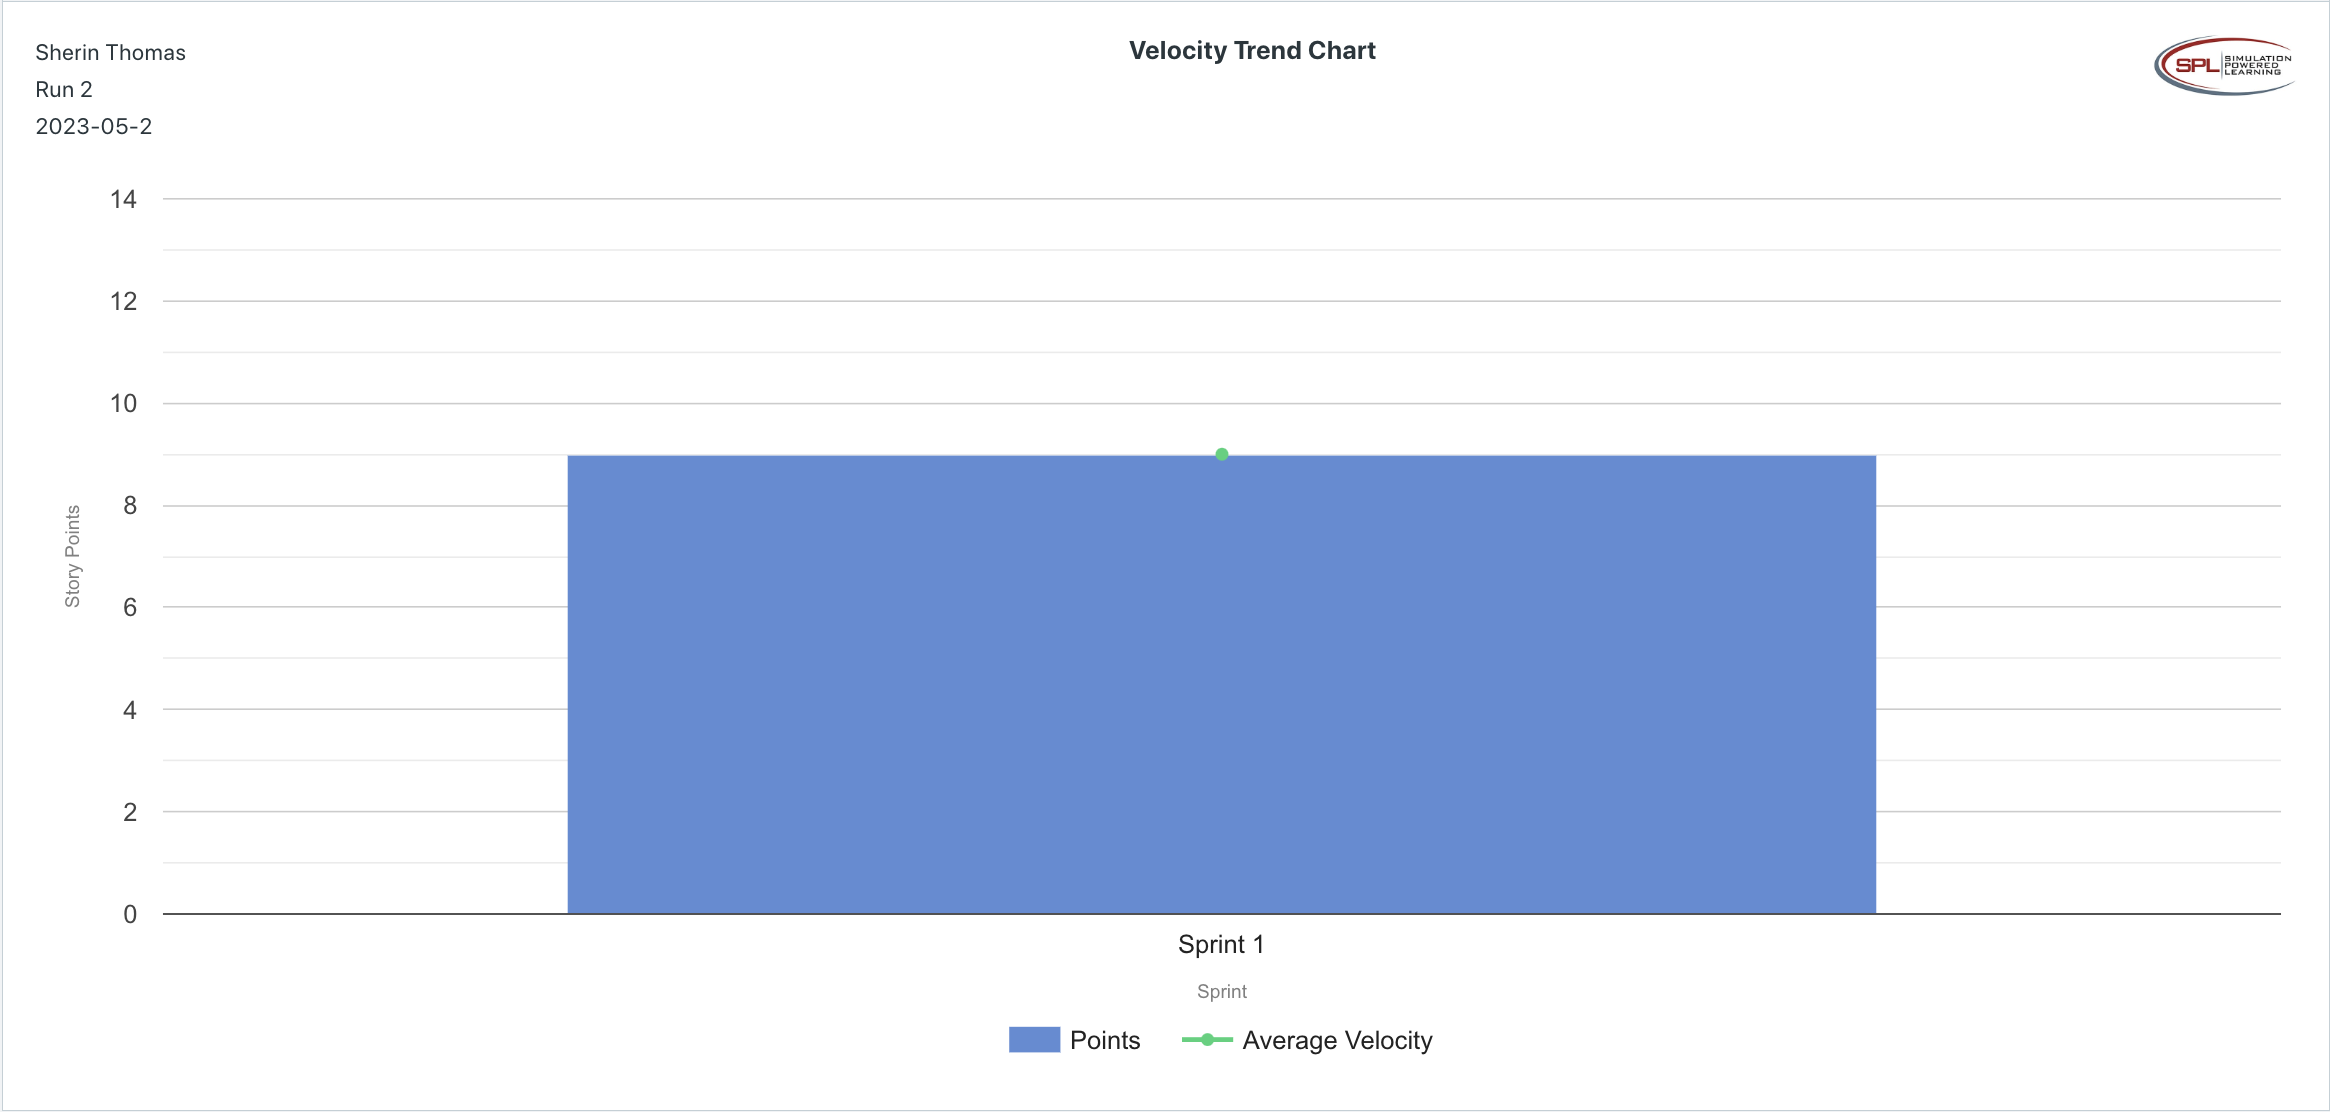 Sherin Thomas
Run 2
2023-05-2
Velocity Trend Chart
SPL
SIMULATION
POWERED
LEARNING
14
12
10
8
6
4
2
0
Story Points
Sprint 1
Sprint
Points
Average Velocity